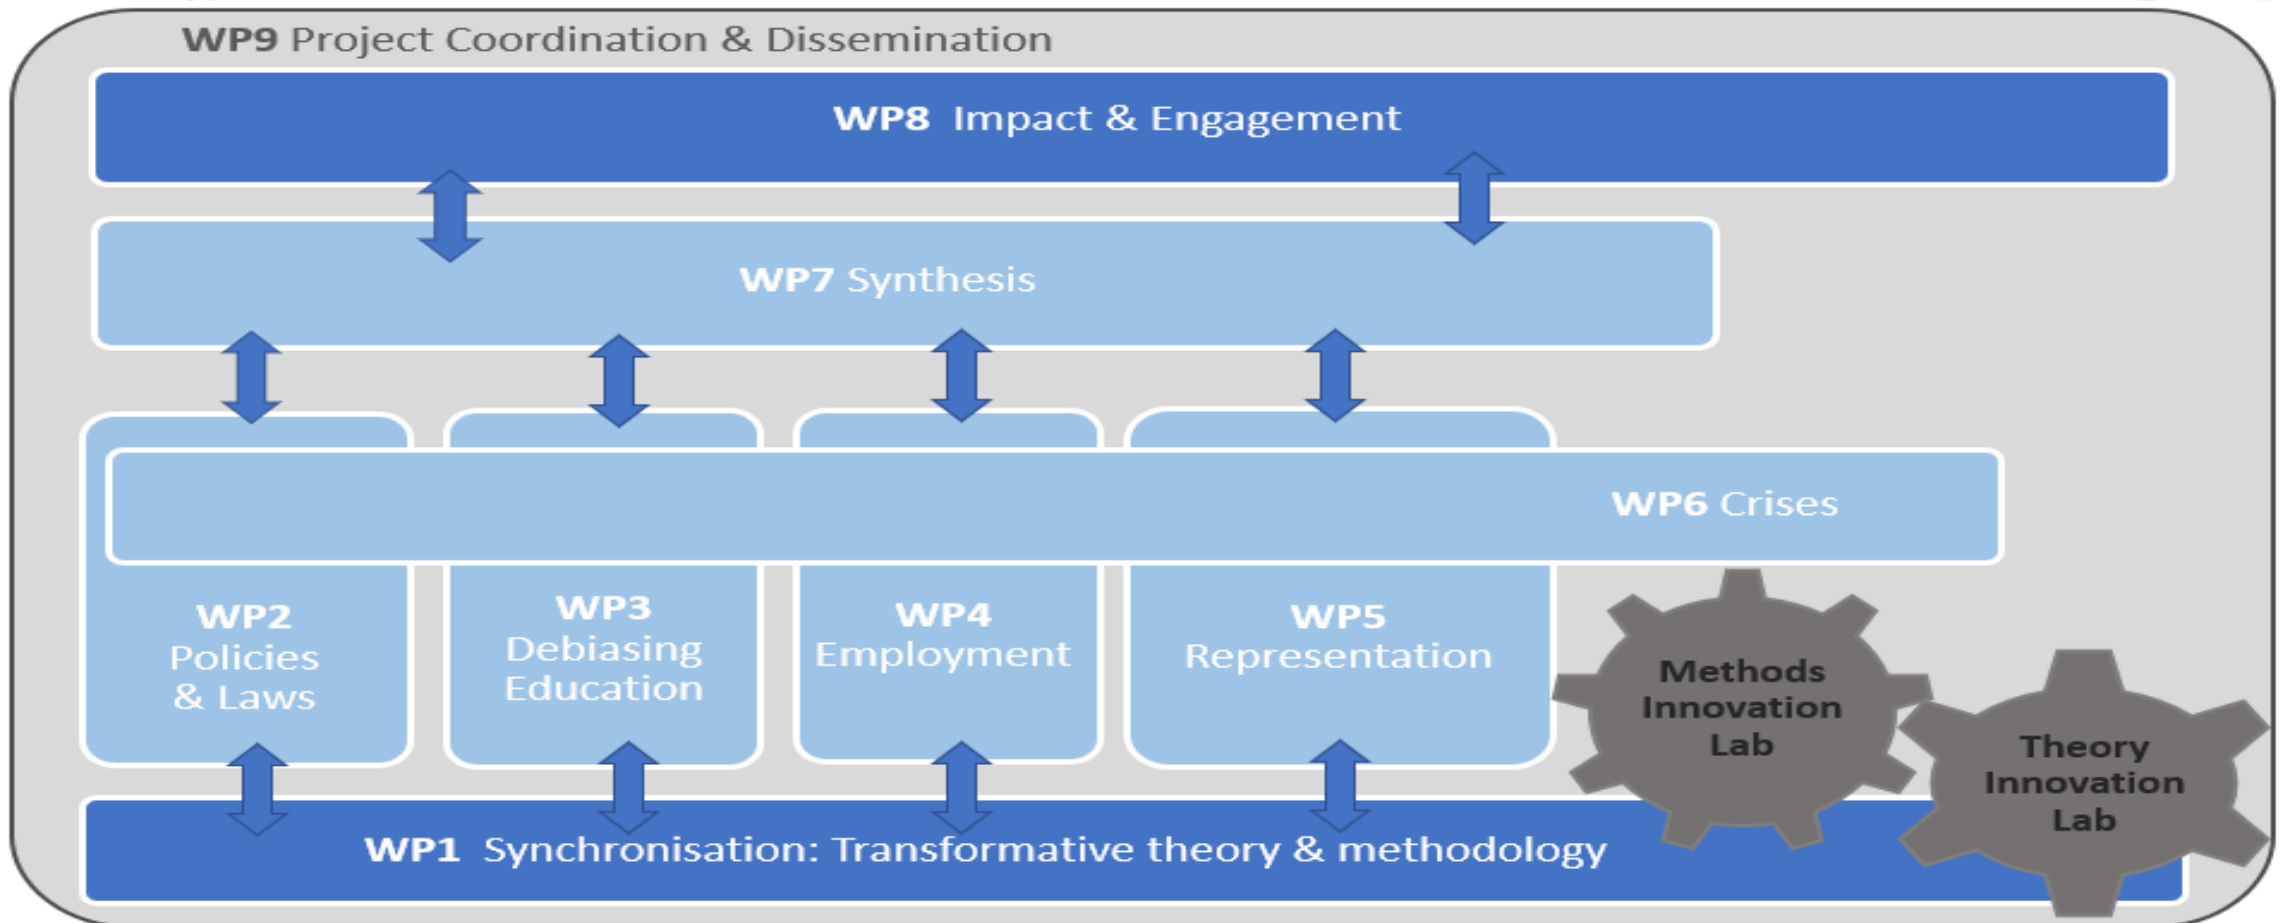 WP9 Project Coordination & Dissemination
WP8 Impact & Engagement
WP7 Synthesis
WP6 Crises
WP2
Policies
& Laws
WP3
Debiasing
Education
WP4
Employment
WP5
Representation
Methods
Innovation
Lab
Theory
Innovation
Lab
WP1 Synchronisation: Transformative theory & methodology